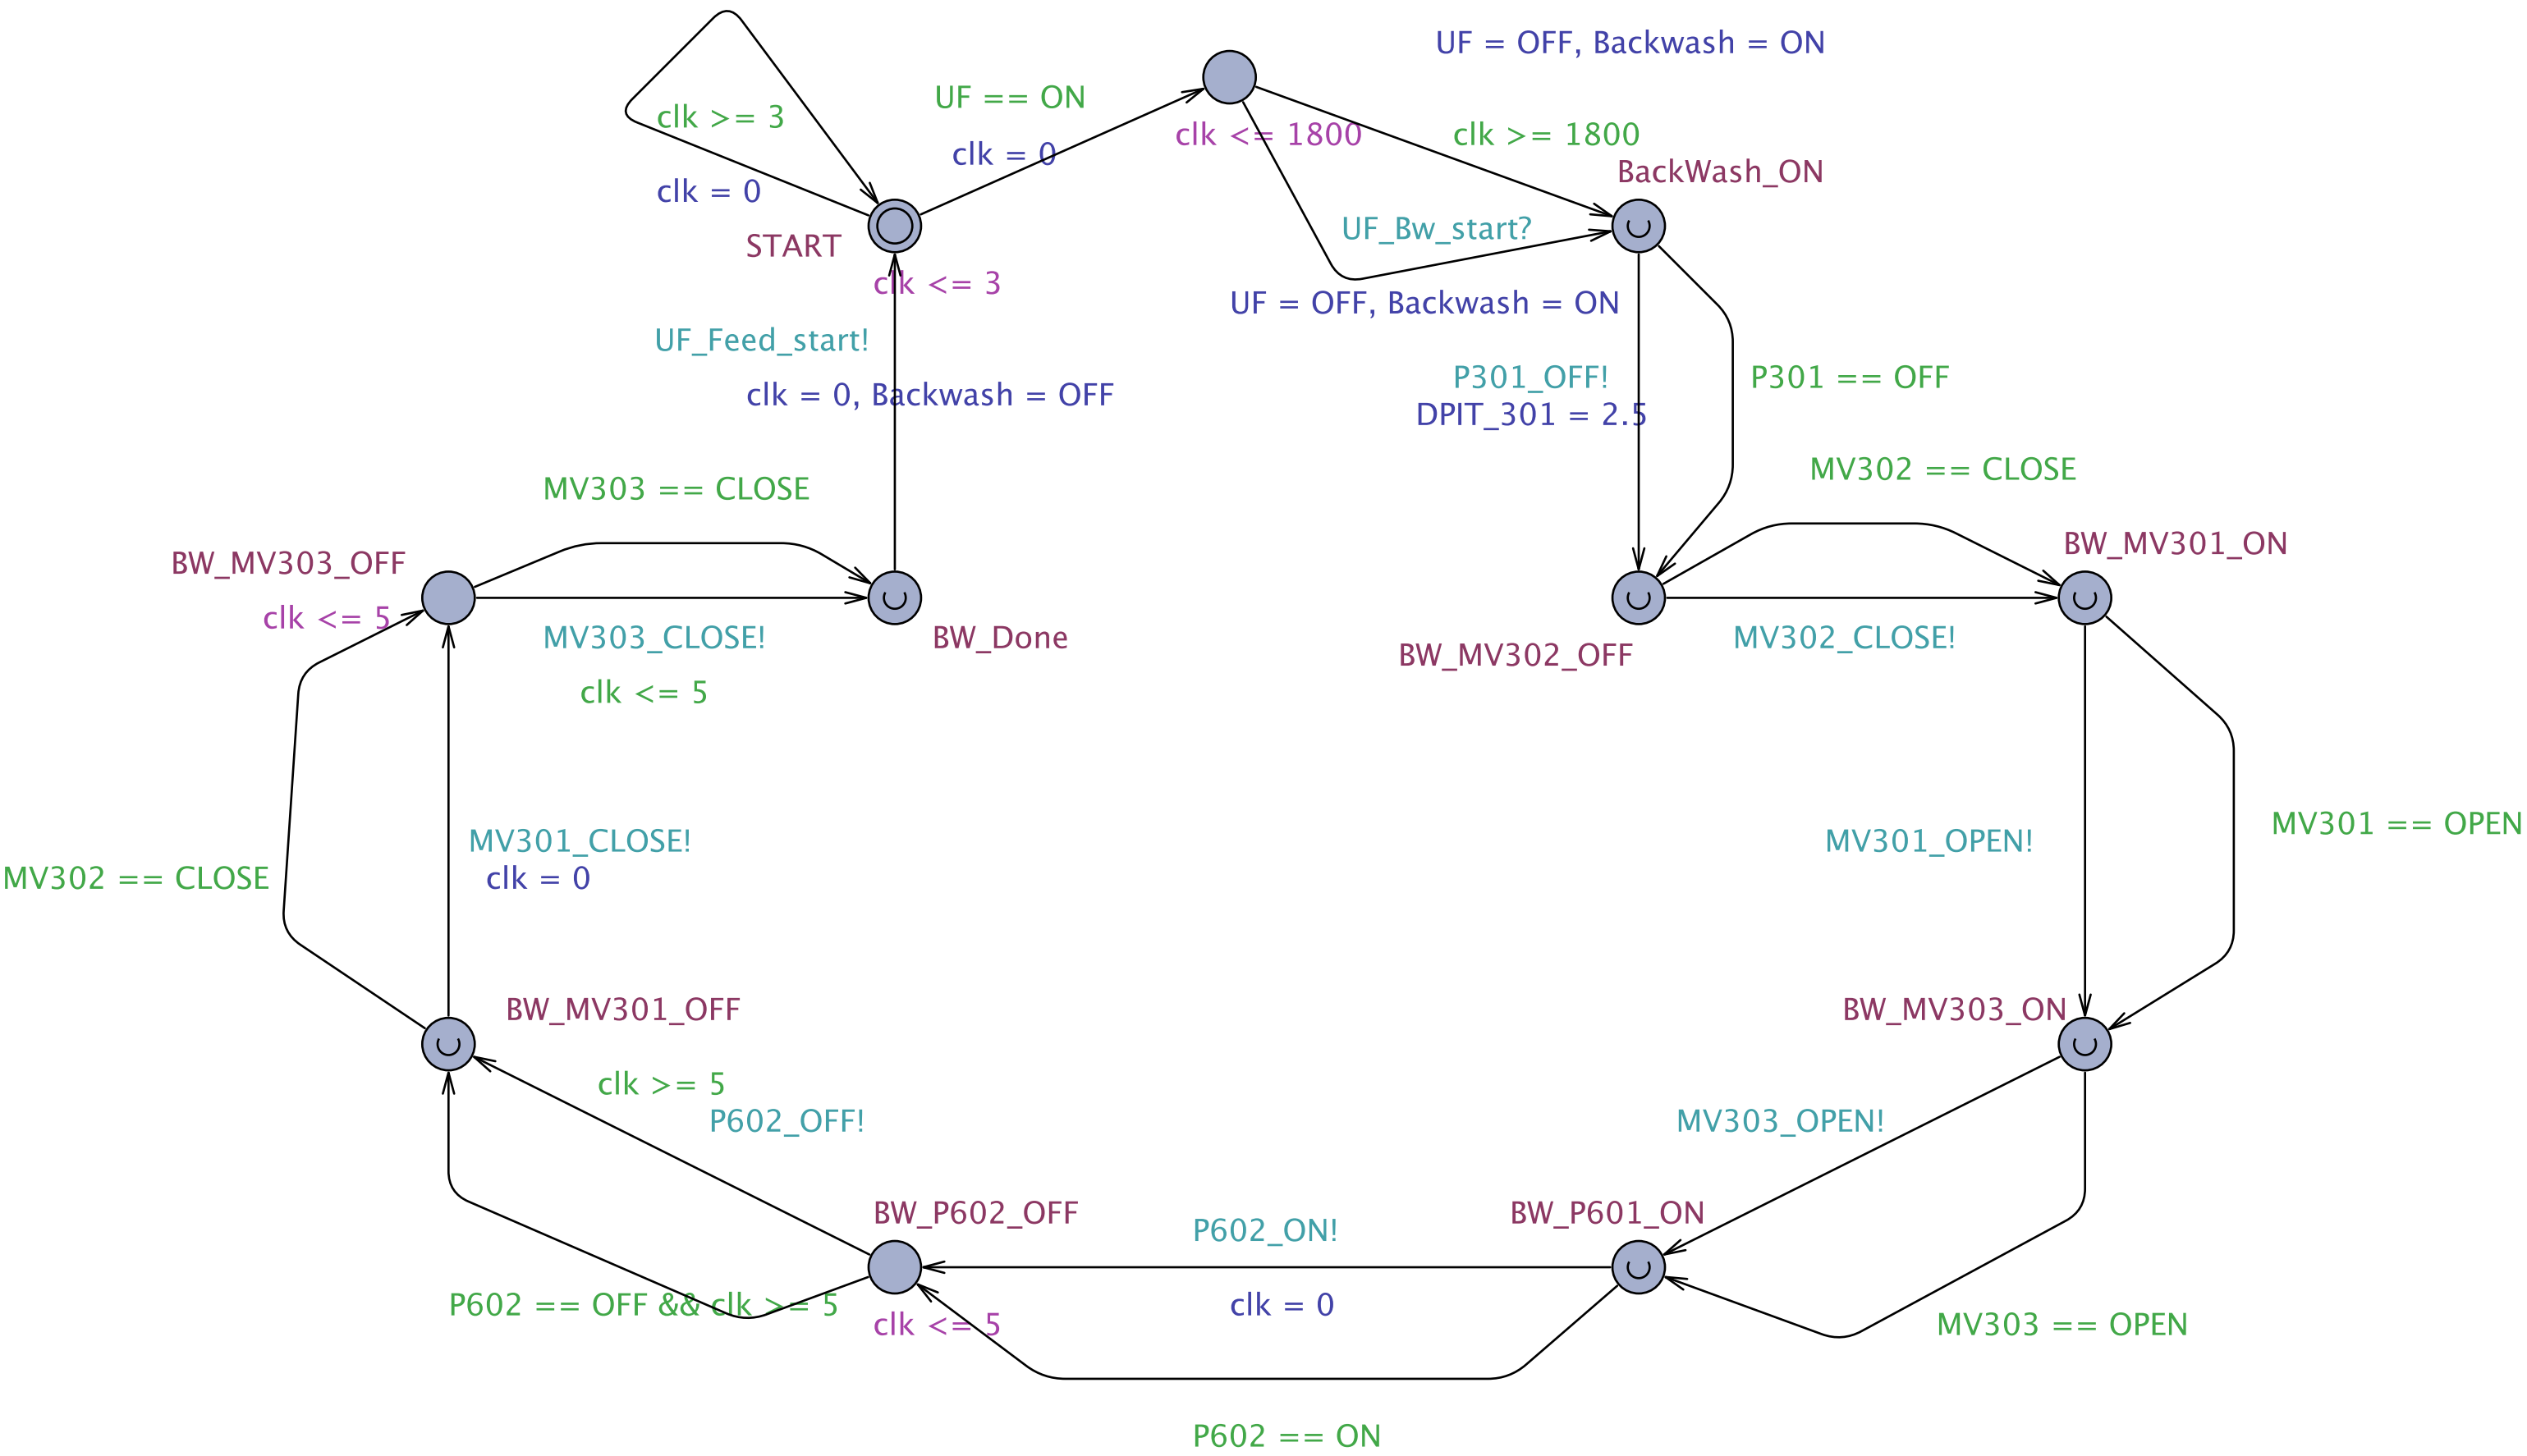 UF = OFF, Backwash = ON
UF == ON
clk >= 3
clk = 0
clk <= 1800
clk >= 1800
BackWash_ON
clk = 0
UF_Bw_start?
START
clk <= 3
UF = OFF, Backwash = ON
UF_Feed_start!
P301_OFF!
P301 == OFF
clk = 0, Backwash = OFF
DPIT_301 = 2.5
MV302 == CLOSE
MV303 == CLOSE
BW_MV301_ON
BW_MV303_OFF
clk <= 5
MV303_CLOSE!
BW_Done
MV302_CLOSE!
BW_MV302_OFF
clk <= 5
MV301 == OPEN
MV301_CLOSE!
MV301_OPEN!
MV302 == CLOSE
clk = 0
BW_MV301_OFF
BW_MV303_ON
clk >= 5
P602_OFF!
MV303_OPEN!
BW_P602_OFF
BW_P601_ON
P602_ON!
P602 == OFF && clk >= 5
clk = 0
clk <= 5
MV303 == OPEN
P602 == ON